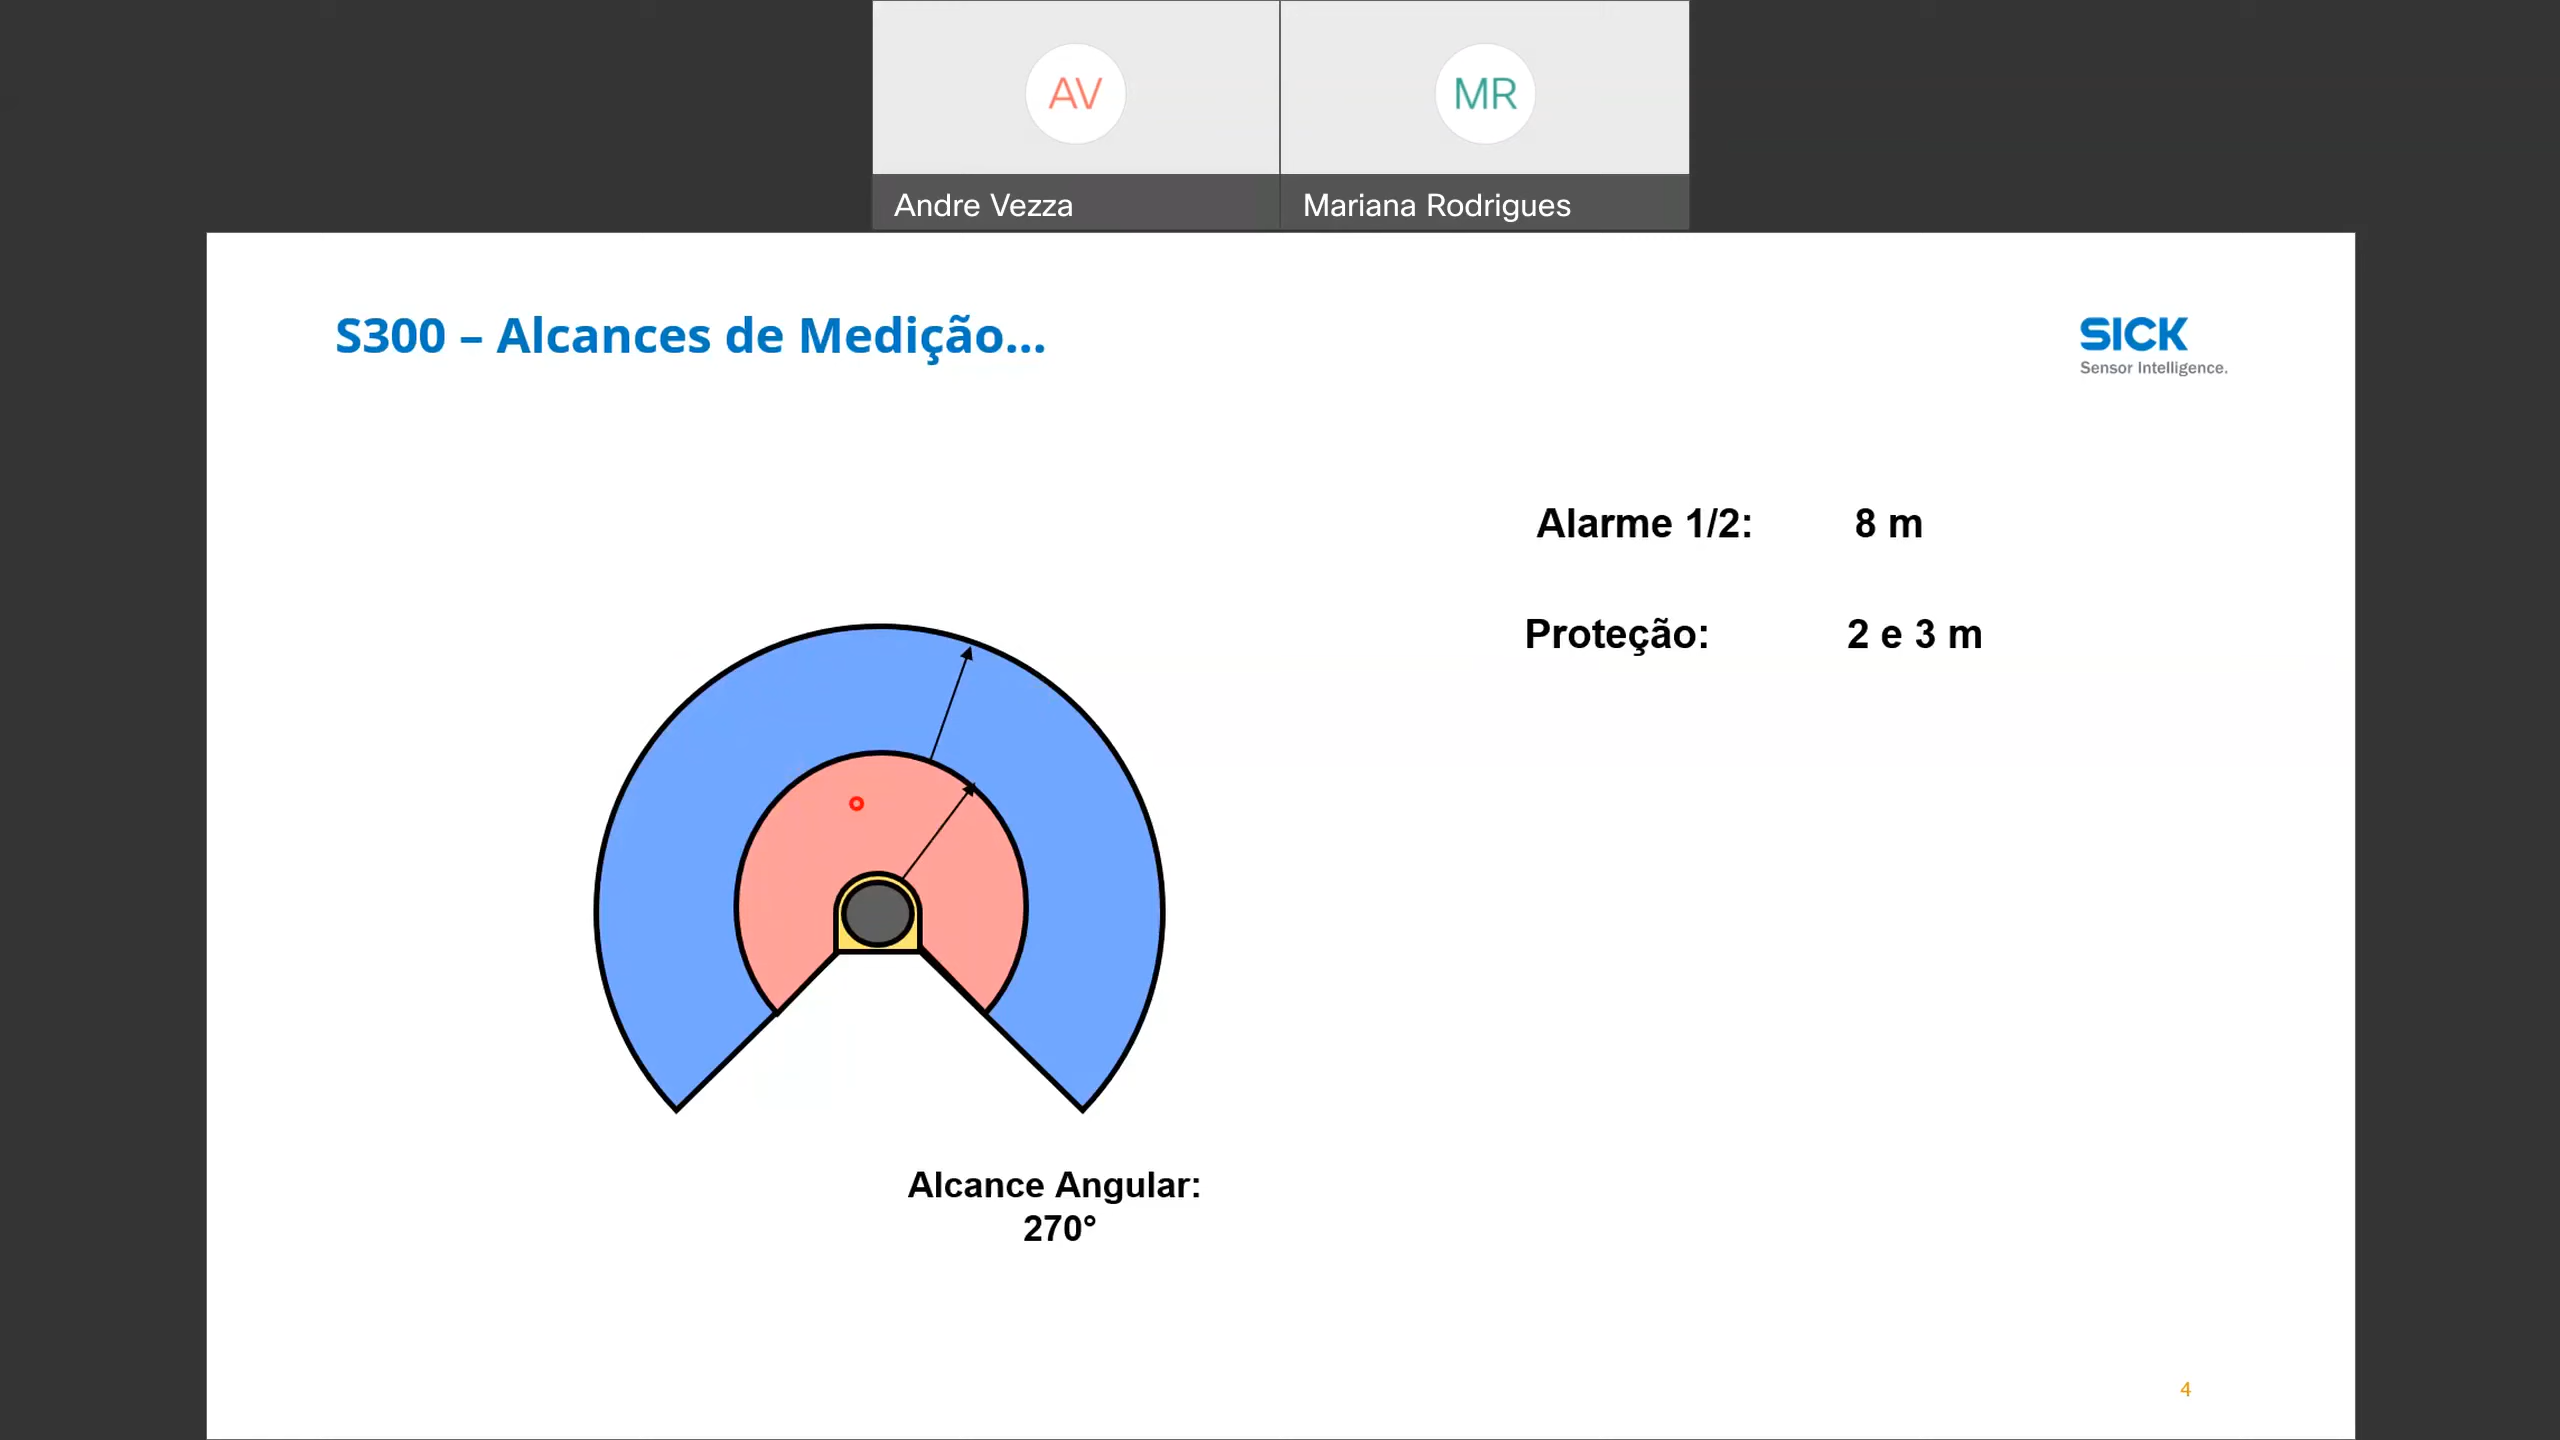 AV
MR
Andre Vezza
Mariana Rodrigues
S300 – Alcances de Medição...
SICK
Sensor Intelligence.
Alarme 1/2: 8 m
Proteção: 2 e 3 m
Alcance Angular:
270°
4